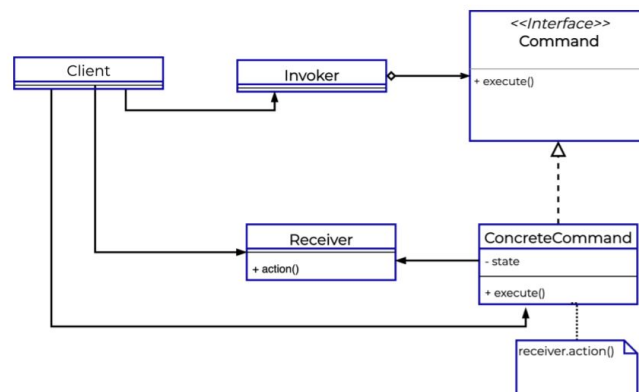 <<Interface>>
Command
Client
Invoker
+ execute()
Receiver
+ action()
ConcreteCommand
- state
+ execute()
receiver.action()